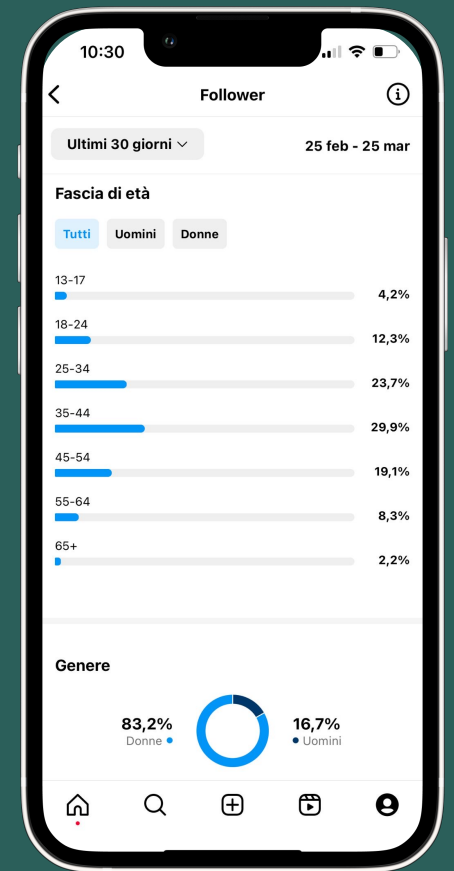 10:30
Follower
Ultimi 30 giorni
25 feb - 25 mar
Fascia di età
Tutti Uomini Donne
13-17
4,2%
18-24
12,3%
25-34
23,7%
35-44
29,9%
45-54
19,1%
55-64
8,3%
65+
2,2%
Genere
83,2% 16,7%
Donne Uomini